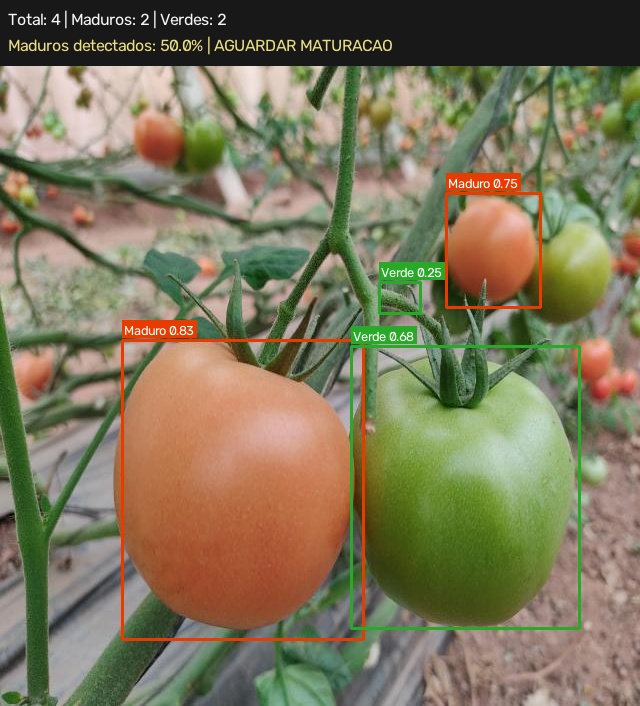 Total: 4 | Maduros: 2 | Verdes: 2
Maduros detectados: 50.0% | AGUARDAR MATURACAO
Maduro 0.75
Verde 0.25
Maduro 0.83
Verde 0.68